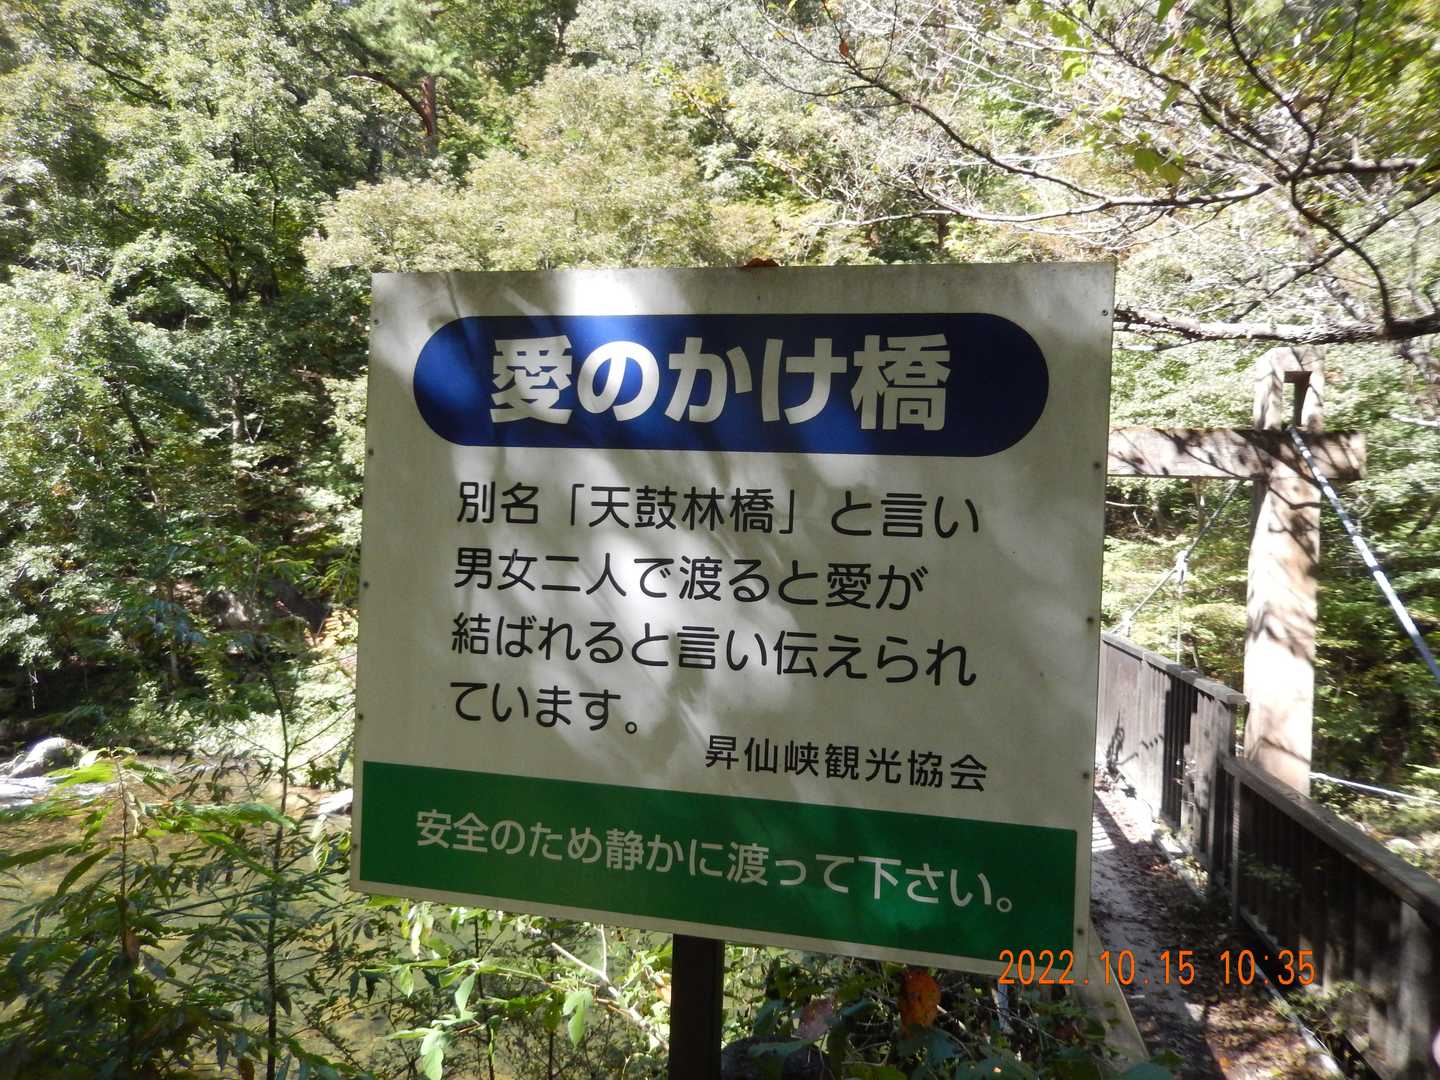 愛のかけ橋
別名「天鼓林橋」と言い
男女二人で渡ると愛が
結ばれると言い伝えられ
ています。
昇仙峡観光協会
安全のため静かに渡って下さい。
2022.10.15 10:35